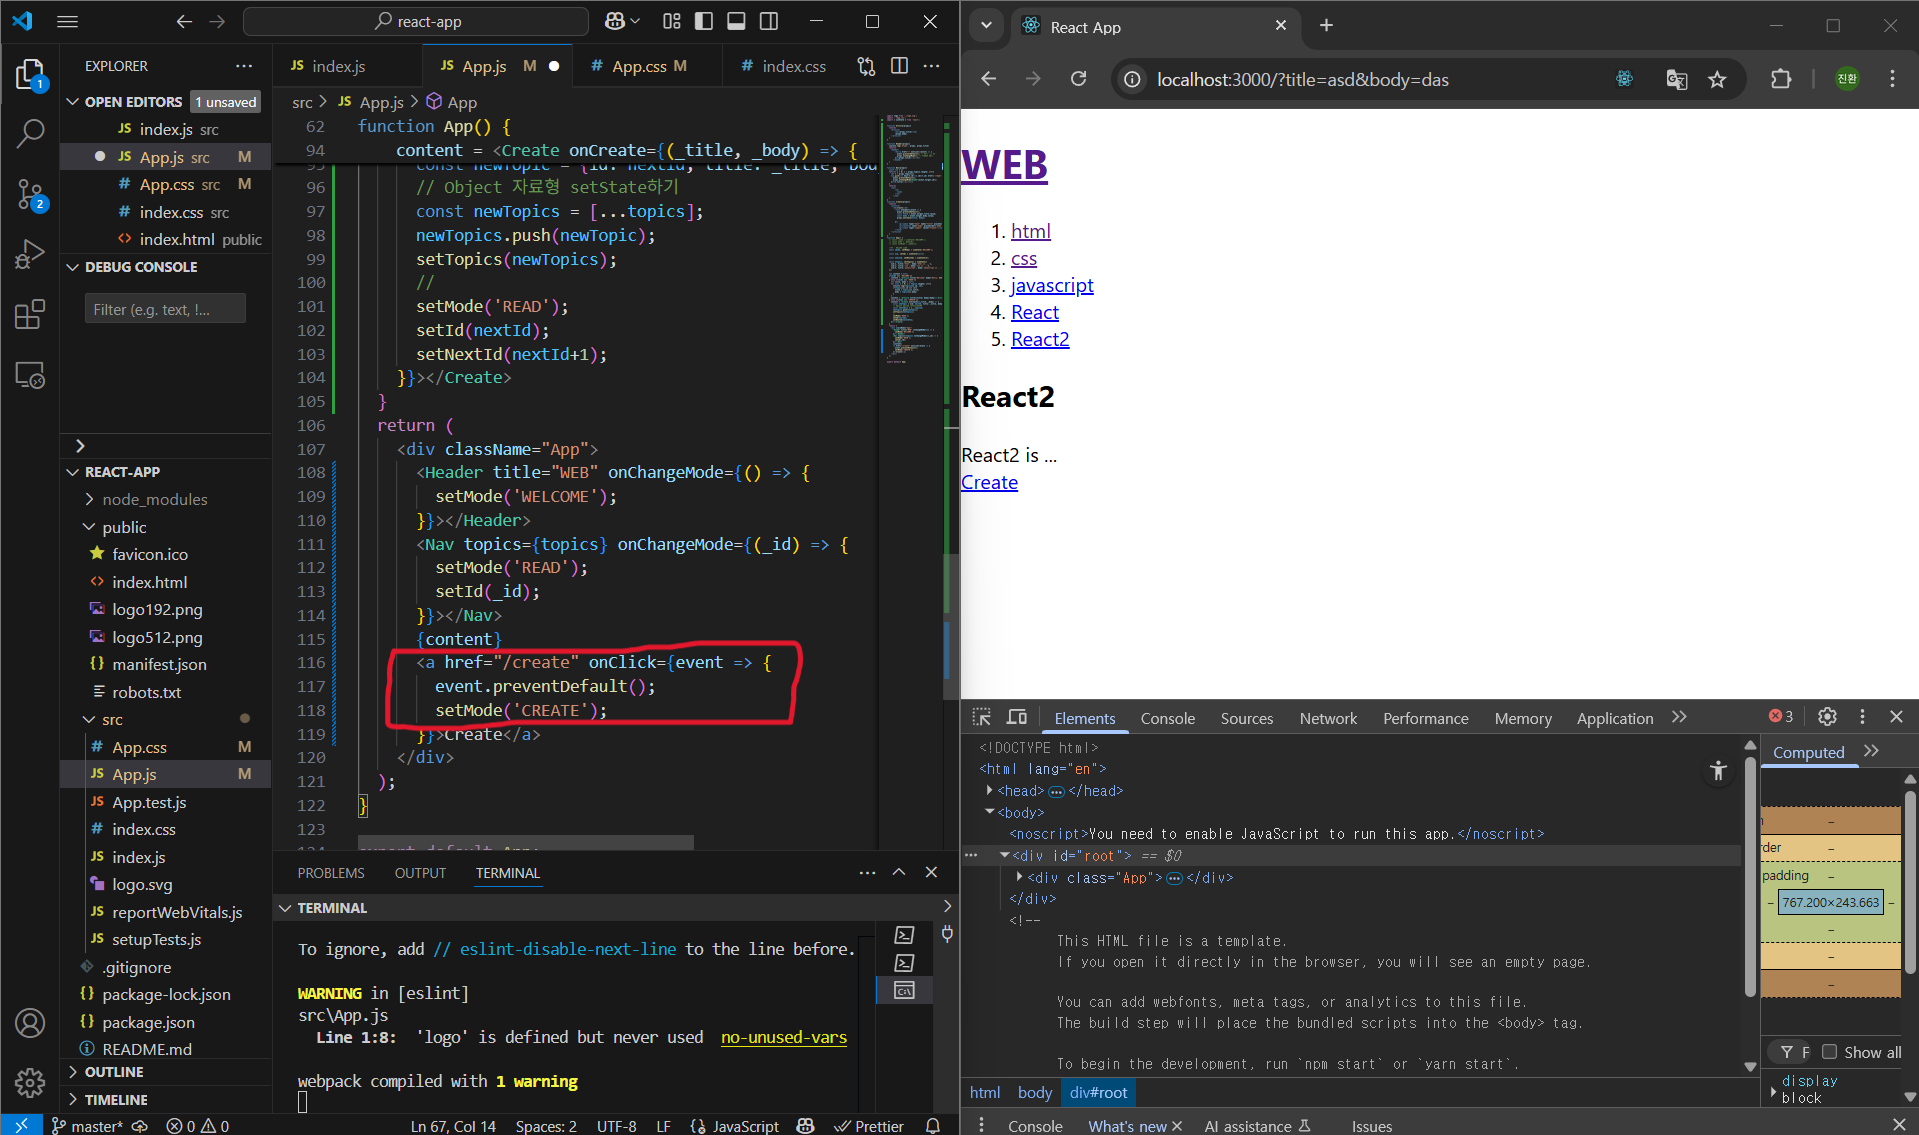 react-app
EXPLORER
OPEN EDITORS 1 unsaved
index.js src
App.js src M
App.css src M
index.css src
index.html public
DEBUG CONSOLE
Filter (e.g. text, !...
REACT-APP
node_modules
public
favicon.ico
index.html
logo192.png
logo512.png
manifest.json
robots.txt
src
App.css M
App.js M
App.test.js
index.css
index.js
logo.svg
reportWebVitals.js
setupTests.js
.gitignore
package-lock.json
package.json
README.md
OUTLINE
TIMELINE
index.js
App.js M
App.css M
index.css
src > App.js > App
62 function App() {
94 content = <Create onCreate={(_title, _body) => {
96 // Object 자료형 setState하기
97 const newTopics = [...topics];
98 newTopics.push(newTopic);
99 setTopics(newTopics);
100 //
101 setMode('READ');
102 setId(nextId);
103 setNextId(nextId+1);
104 }}></Create>
105 }
106 return (
107 <div className="App">
108 <Header title="WEB" onChangeMode={() => {
109 setMode('WELCOME');
110 }}></Header>
111 <Nav topics={topics} onChangeMode={(_id) => {
112 setMode('READ');
113 setId(_id);
114 }}></Nav>
115 {content}
116 <a href="/create" onClick={event => {
117 event.preventDefault();
118 setMode('CREATE');
119 }}>Create</a>
120 </div>
121 );
122 }
123
PROBLEMS OUTPUT TERMINAL
TERMINAL
To ignore, add // eslint-disable-next-line to the line before.
WARNING in [eslint]
src\App.js
Line 1:8: 'logo' is defined but never used no-unused-vars
webpack compiled with 1 warning
master* 0 0 Ln 67, Col 14 Spaces: 2 UTF-8 LF {} JavaScript Prettier
React App
localhost:3000/?title=asd&body=das
진환
WEB
1. html
2. css
3. javascript
4. React
5. React2
React2
React2 is ...
Create
Elements Console Sources Network Performance Memory Application 3
<!DOCTYPE html>
<html lang="en">
<head> </head>
<body>
<noscript>You need to enable JavaScript to run this app.</noscript>
<div id="root"> == $0
<div class="App"> </div>
</div>
<!--
This HTML file is a template.
If you open it directly in the browser, you will see an empty page.
You can add webfonts, meta tags, or analytics to this file.
The build step will place the bundled scripts into the <body> tag.
To begin the development, run `npm start` or `yarn start`.
html body div#root
Computed
padding
767.200×243.663
Show all
display
block
Console What's new AI assistance Issues